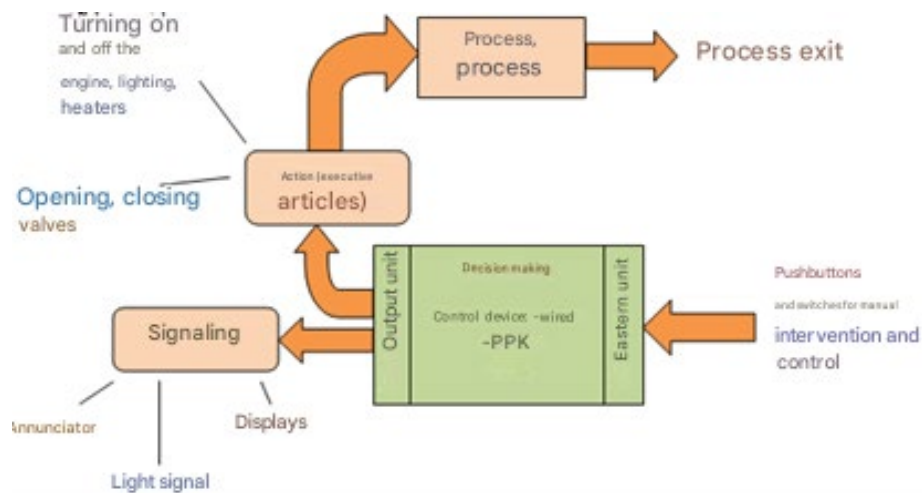 Turning on
and off the
engine, lighting,
heaters
Process,
process
Process exit
Action (executive
articles)
Opening, closing
valves
Output unit
Decision making
Control device: -wired
-PPK
Eastern unit
Pushbuttons
and switches for manual
intervention and
control
Signaling
Annunciator
Displays
Light signal